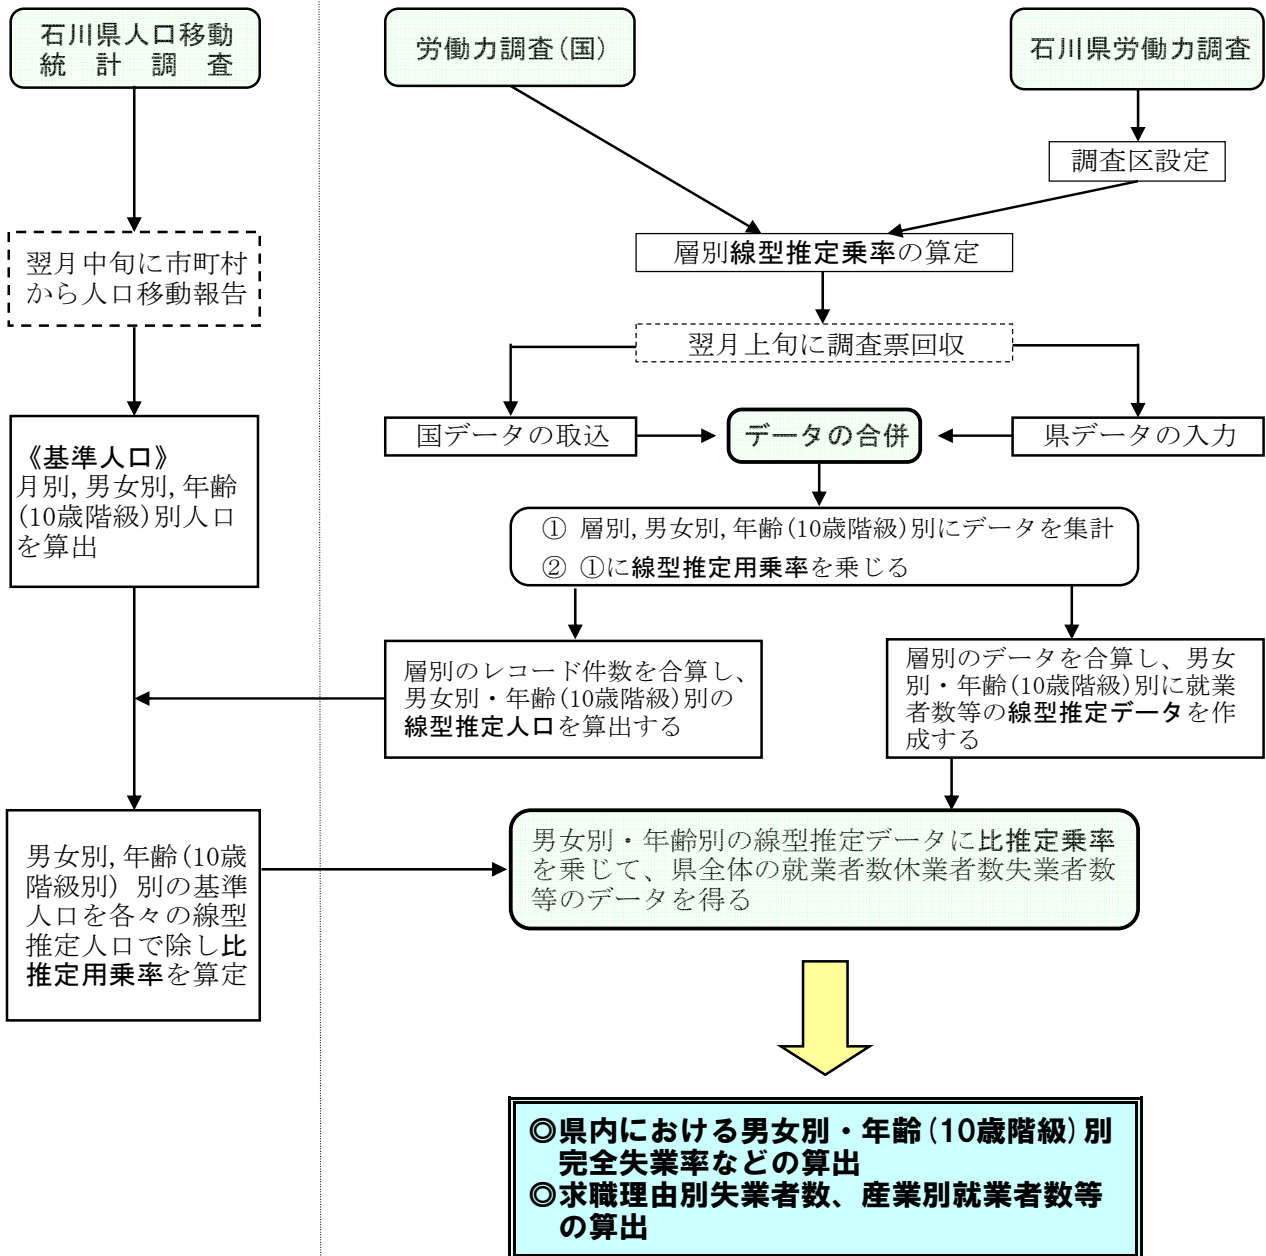 石川県人口移動
統計調査
労働力調査(国)
石川県労働力調査
調査区設定
層別線型推定乗率の算定
翌月中旬に市町村
から人口移動報告
翌月上旬に調査票回収
国データの取込
データの合併
県データの入力
《基準人口》
月別,男女別,年齢
(10歳階級)別人口
を算出
① 層別,男女別,年齢(10歳階級)別にデータを集計
② ①に線型推定用乗率を乗じる
層別のレコード件数を合算し、
男女別・年齢(10歳階級)別の
線型推定人口を算出する
層別のデータを合算し、男女
別・年齢(10歳階級)別に就業
者数等の線型推定データを作
成する
男女別,年齢(10歳
階級別) 別の基準
人口を各々の線型
推定人口で除し比
推定用乗率を算定
男女別・年齢別の線型推定データに比推定乗率
を乗じて、県全体の就業者数休業者数失業者数
等のデータを得る
◎県内における男女別・年齢(10歳階級)別
完全失業率などの算出
◎求職理由別失業者数、産業別就業者数等
の算出